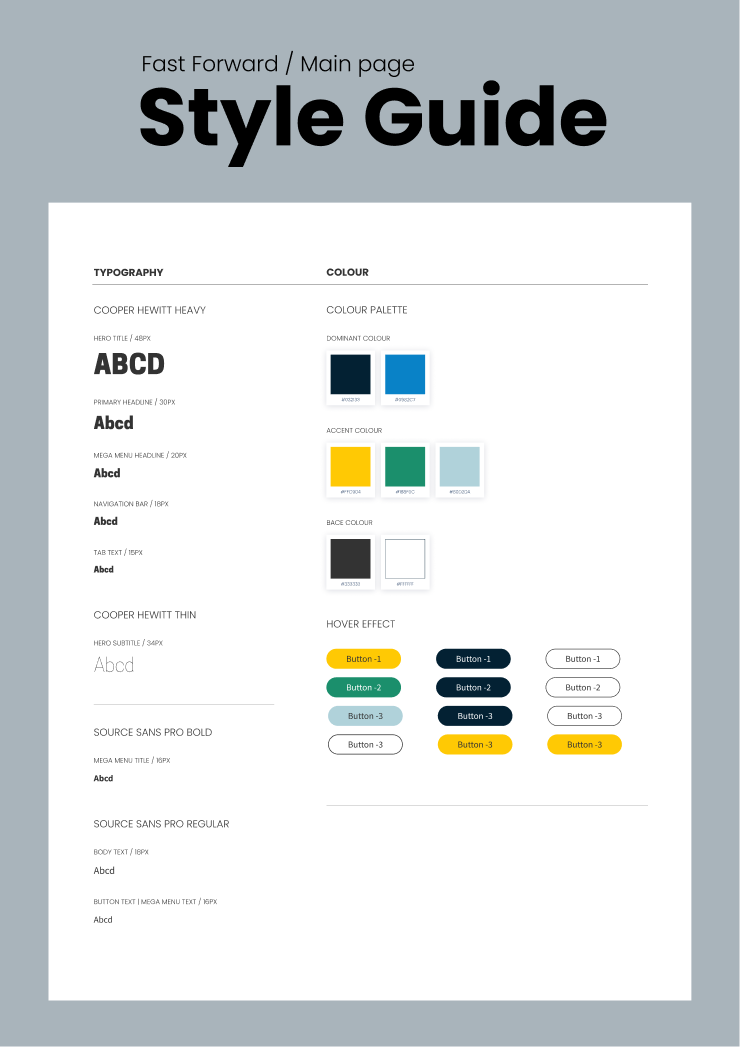 Fast Forward / Main page
Style Guide
TYPOGRAPHY
COOPER HEWITT HEAVY
HERO TITLE / 48PX
ABCD
PRIMARY HEADLINE / 30PX
Abcd
MEGA MENU HEADLINE / 20PX
Abcd
NAVIGATION BAR / 18PX
Abcd
TAB TEXT / 15PX
Abcd
COOPER HEWITT THIN
HERO SUBTITLE / 34PX
Abcd
SOURCE SANS PRO BOLD
MEGA MENU TITLE / 16PX
Abcd
SOURCE SANS PRO REGULAR
BODY TEXT / 18PX
Abcd
BUTTON TEXT | MEGA MENU TEXT / 16PX
Abcd
COLOUR
COLOUR PALETTE
DOMINANT COLOUR
ACCENT COLOUR
#FFC904
BACE COLOUR
#333333
HOVER EFFECT
Button -1 Button -1 Button -1
Button -2 Button -2 Button -2
Button -3 Button -3 Button -3
Button -3 Button -3 Button -3